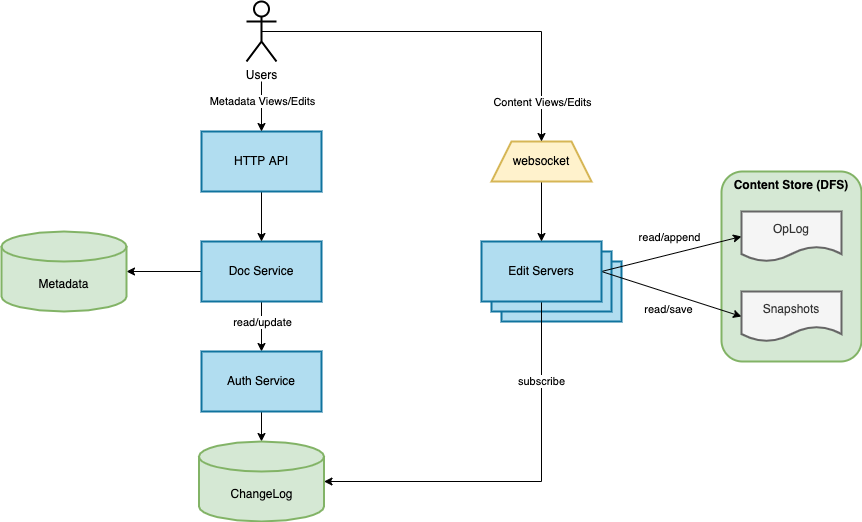 Users
Metadata Views/Edits
Content Views/Edits
HTTP API
websocket
Content Store (DFS)
OpLog
read/append
Metadata
Doc Service
Edit Servers
Snapshots
read/save
read/update
Auth Service
subscribe
ChangeLog